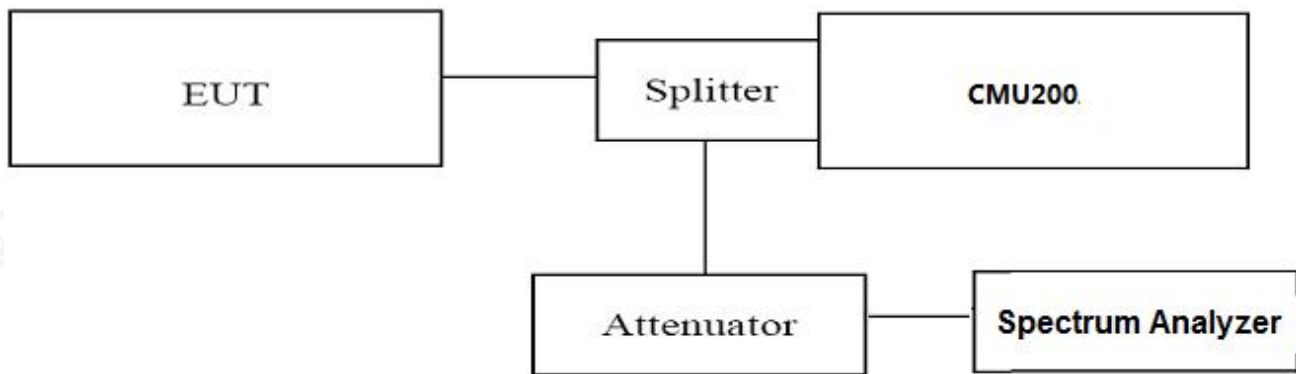 EUT
Splitter
CMU200
Attenuator
Spectrum Analyzer